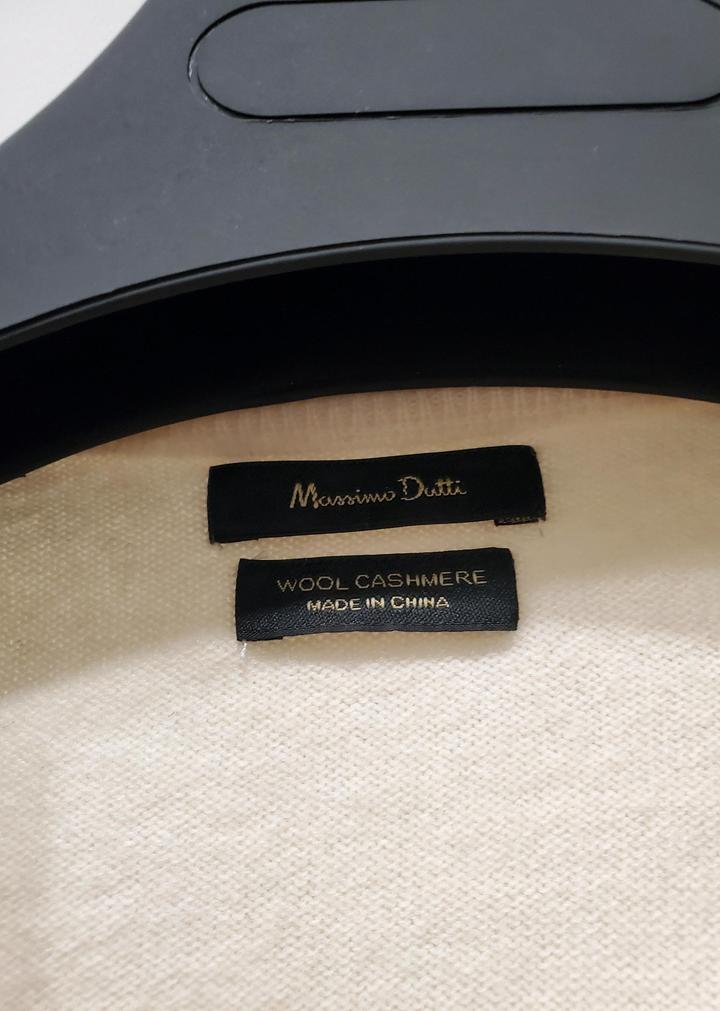 Massimo Dutti
WOOL CASHMERE
MADE IN CHINA